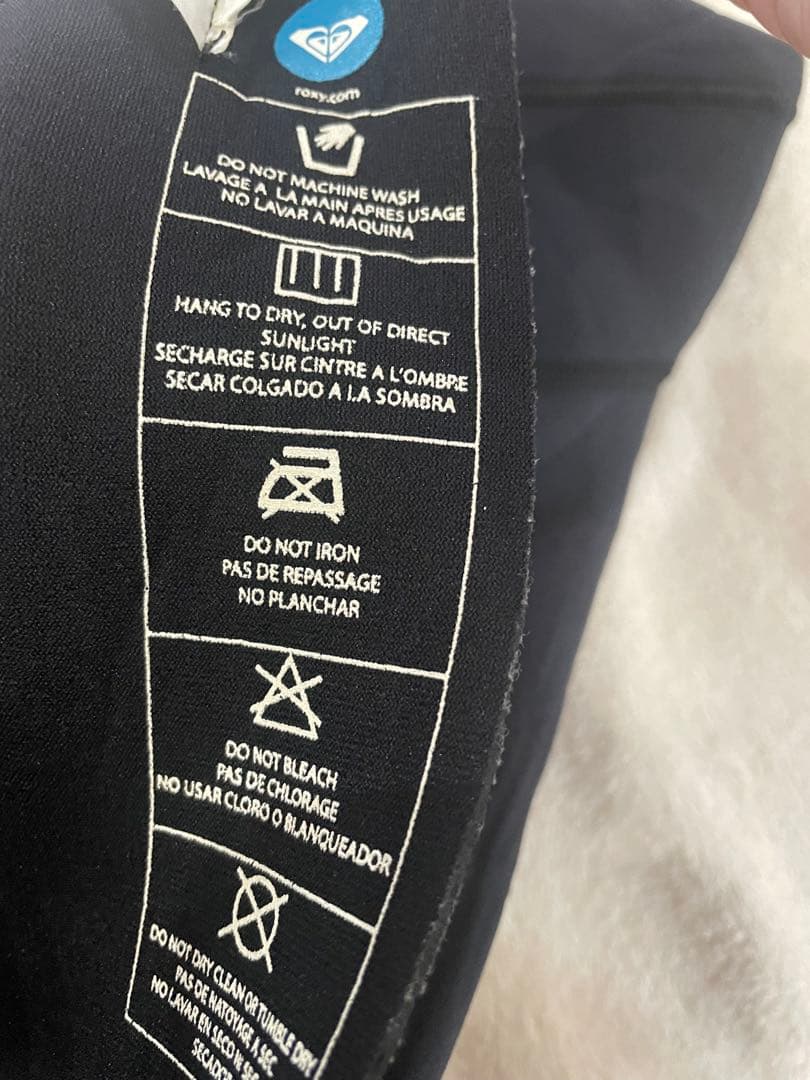 roxy.com
DO NOT MACHINE WASH
LAVAGE A LA MAIN APRES USAGE
NO LAVAR A MAQUINA
HANG TO DRY, OUT OF DIRECT
SUNLIGHT
SECHARGE SUR CINTRE A L'OMBRE
SECAR COLGADO A LA SOMBRA
DO NOT IRON
PAS DE REPASSAGE
NO PLANCHAR
DO NOT BLEACH
PAS DE CHLORAGE
NO USAR CLORO O BLANQUEADOR
DO NOT DRY CLEAN OR TUMBLE DRY
PAS DE NATOYAGE A SEC
NO LAVAR EN SECO NI